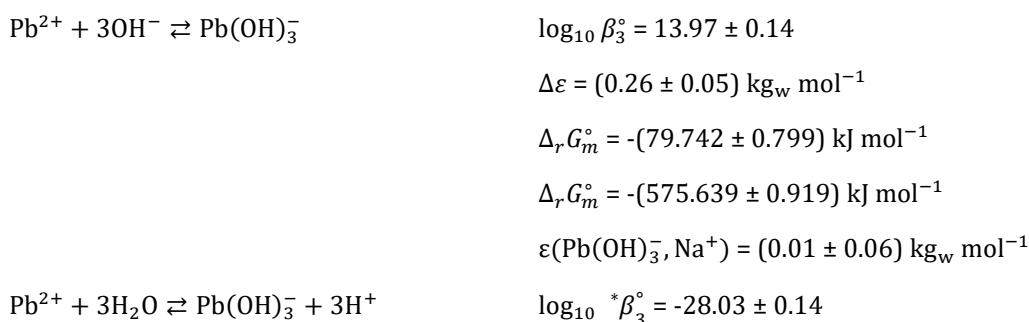 Pb²⁺ + 3OH⁻ ⇄ Pb(OH)₃⁻ log₁₀ β₃° = 13.97 ± 0.14
Δε = (0.26 ± 0.05) kg_w mol⁻¹
Δ_rG_m° = -(79.742 ± 0.799) kJ mol⁻¹
Δ_rG_m° = -(575.639 ± 0.919) kJ mol⁻¹
ε(Pb(OH)₃⁻, Na⁺) = (0.01 ± 0.06) kg_w mol⁻¹
Pb²⁺ + 3H₂O ⇄ Pb(OH)₃⁻ + 3H⁺ log₁₀ *β₃° = -28.03 ± 0.14